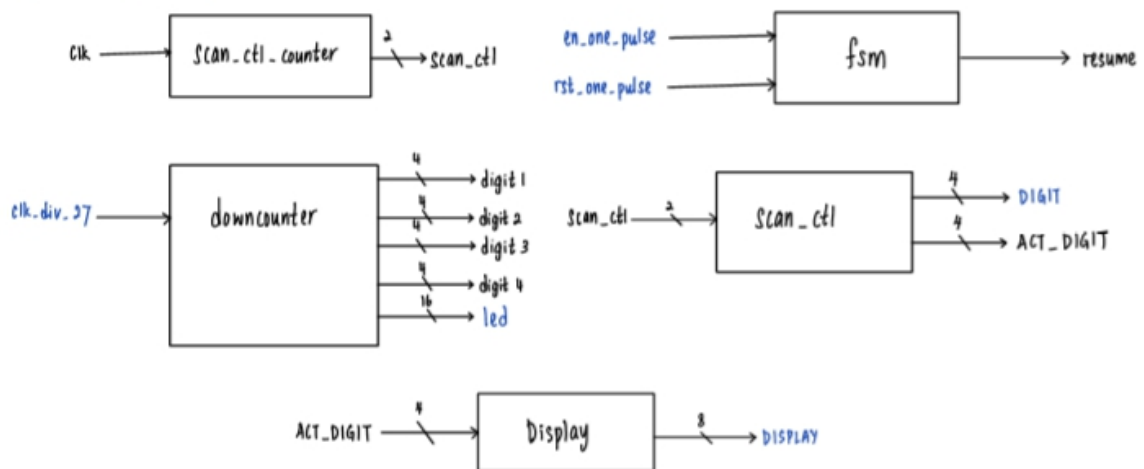 clk
scan_ctl_counter
2
scan_ctl
en_one_pulse
rst_one_pulse
fsm
resume
clk_div_27
downcounter
4
digit 1
4
digit 2
4
digit 3
4
digit 4
16
led
scan_ctl
2
scan_ctl
4
DIGIT
4
ACT_DIGIT
ACT_DIGIT
4
Display
8
DISPLAY